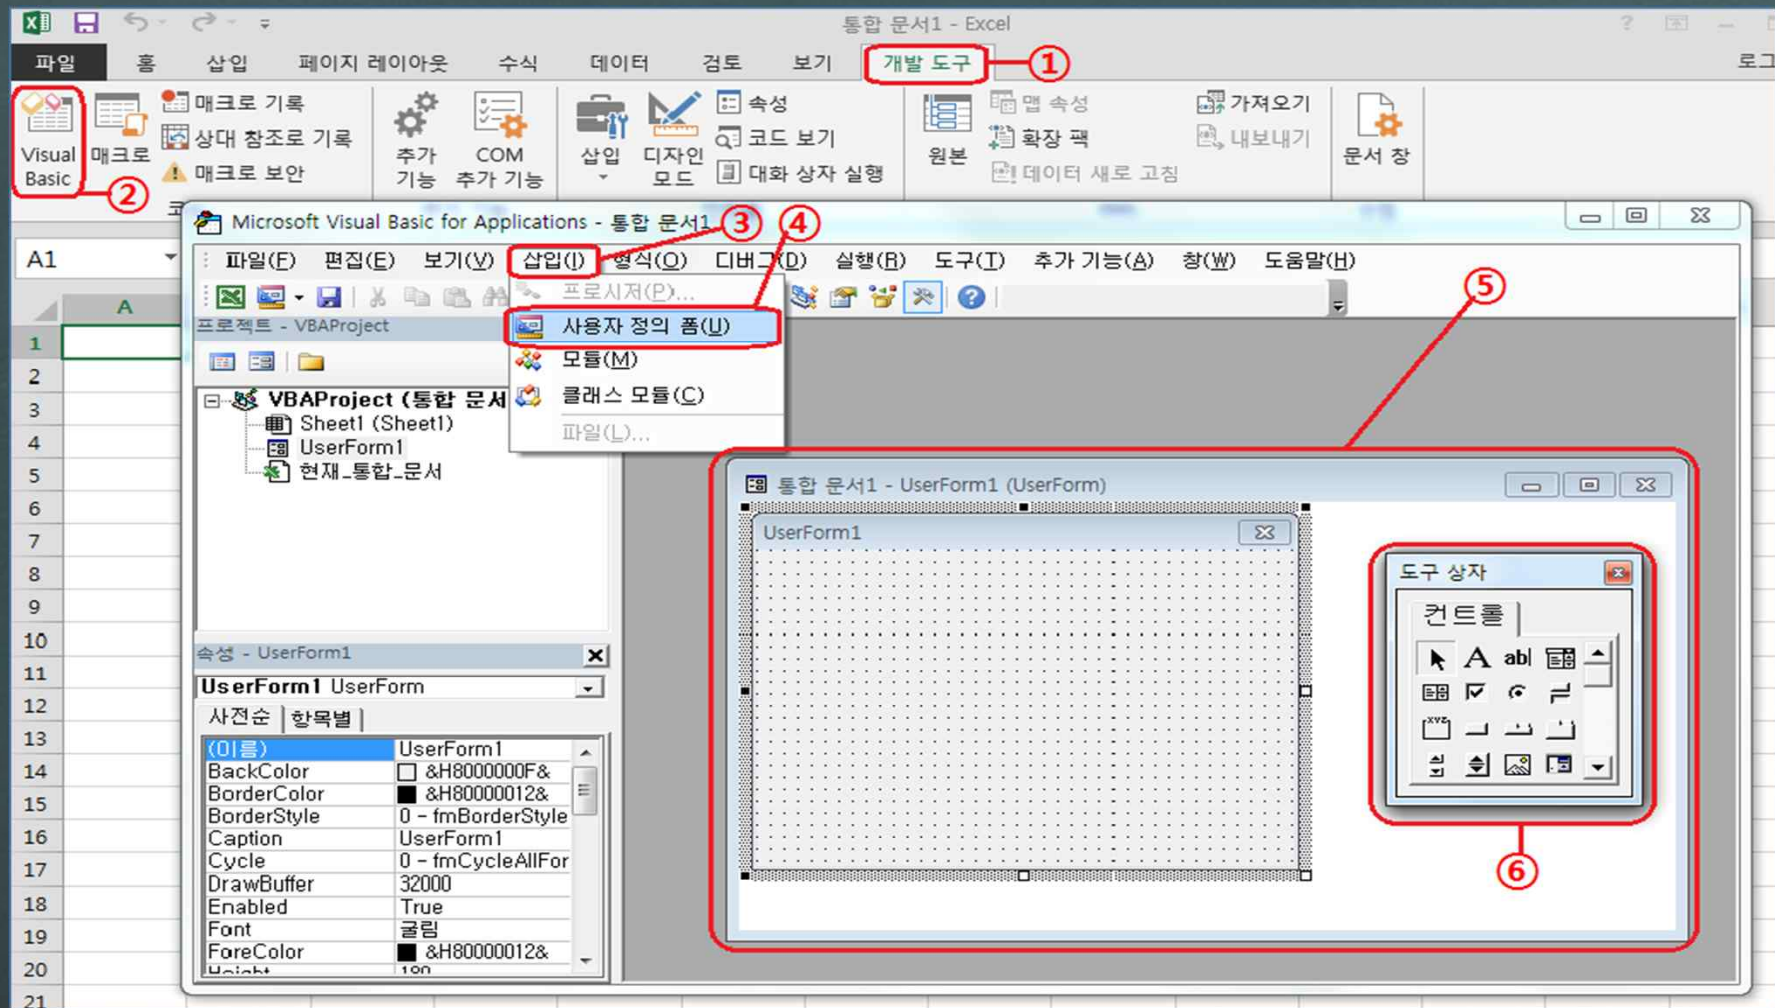 통합 문서1 - Excel
?
파일 홈 삽입 페이지 레이아웃 수식 데이터 검토 보기 개발 도구 ① 로그
Visual Basic
매크로
매크로 기록
상대 참조로 기록
매크로 보안
추가 기능
COM 추가 기능
삽입
디자인 모드
속성
코드 보기
대화 상자 실행
원본
맵 속성
확장 팩
데이터 새로 고침
가져오기
내보내기
문서 창
②
코
Microsoft Visual Basic for Applications - 통합 문서1 ③ ④
파일(F) 편집(E) 보기(V) 삽입(I) 형식(O) 디버그(D) 실행(R) 도구(T) 추가 기능(A) 창(W) 도움말(H)
프로시저(P)...
사용자 정의 폼(U)
모듈(M)
클래스 모듈(C)
파일(L)...
⑤
A1
A
1
2
3
4
5
6
7
8
9
10
11
12
13
14
15
16
17
18
19
20
21
프로젝트 - VBAProject
VBAProject (통합 문서
Sheet1 (Sheet1)
UserForm1
현재_통합_문서
속성 - UserForm1
UserForm1 UserForm
사전순 항목별
(이름) UserForm1
BackColor &H8000000F&
BorderColor &H80000012&
BorderStyle 0 - fmBorderStyle
Caption UserForm1
Cycle 0 - fmCycleAllFor
DrawBuffer 32000
Enabled True
Font 굴림
ForeColor &H80000012&
Height 180
통합 문서1 - UserForm1 (UserForm)
UserForm1
도구 상자
컨트롤
A abl
xyz
⑥